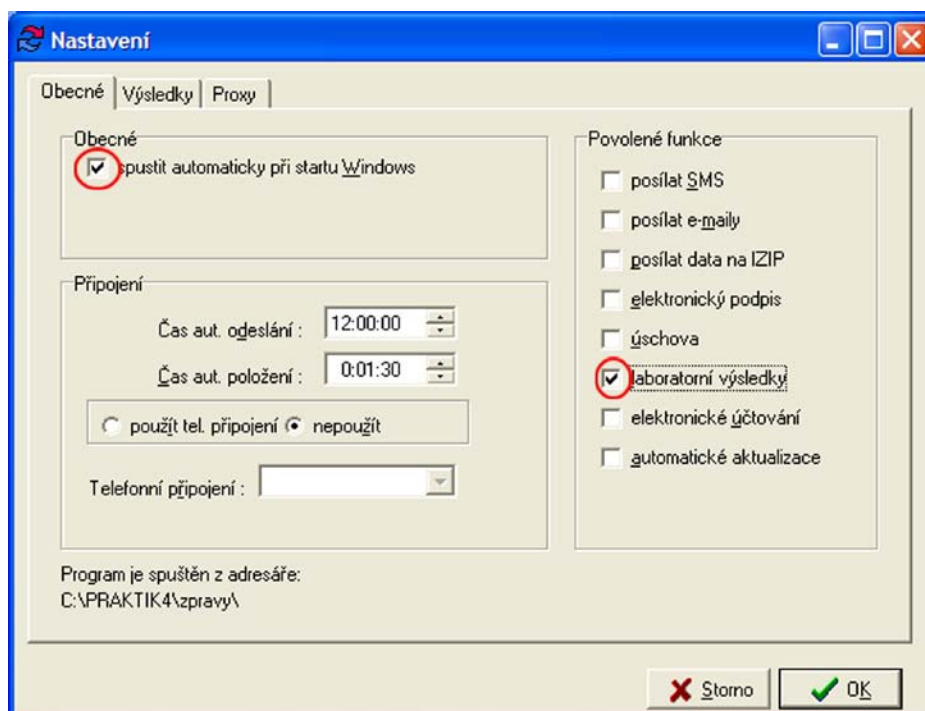 Nastavení
Obecné Výsledky Proxy
Obecné
spustit automaticky při startu Windows
Připojení
Čas aut. odeslání : 12:00:00
Čas aut. položení : 0:01:30
použít tel. připojení nepoužít
Telefonní připojení :
Program je spuštěn z adresáře:
C:\PRAKTIK4\zpravy\
Povolené funkce
posílat SMS
posílat e-maily
posílat data na IZIP
elektronický podpis
úschova
laboratorní výsledky
elektronické účtování
automatické aktualizace
Storno OK